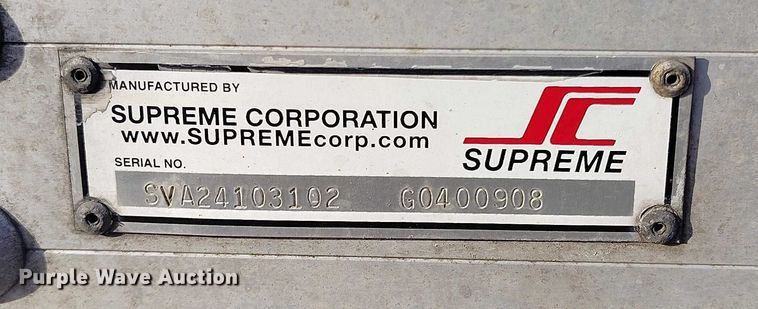 MANUFACTURED BY
SUPREME CORPORATION
www.SUPREMEcorp.com
SC
SUPREME
SERIAL NO.
SVA24103102 G0400908
Purple Wave Auction